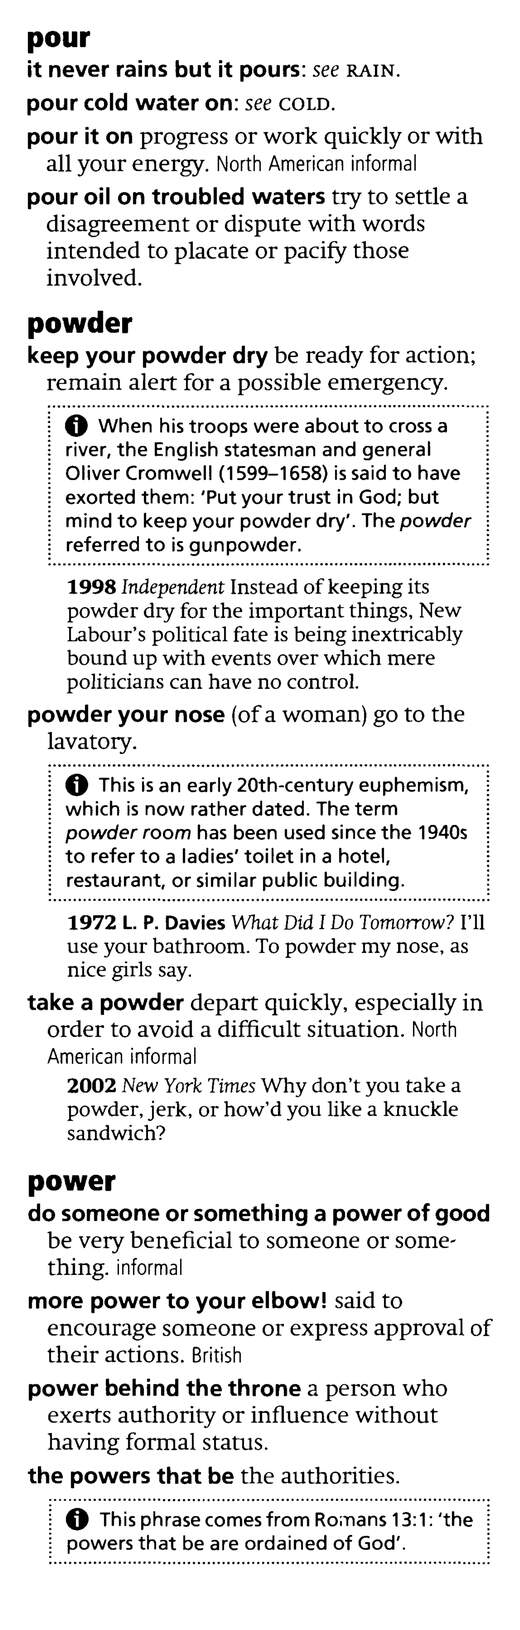 pour
it never rains but it pours: see RAIN.
pour cold water on: see COLD.
pour it on progress or work quickly or with
all your energy. North American informal
pour oil on troubled waters try to settle a
disagreement or dispute with words
intended to placate or pacify those
involved.
powder
keep your powder dry be ready for action;
remain alert for a possible emergency.
i When his troops were about to cross a
river, the English statesman and general
Oliver Cromwell (1599–1658) is said to have
exorted them: ‘Put your trust in God; but
mind to keep your powder dry’. The powder
referred to is gunpowder.
1998 Independent Instead of keeping its
powder dry for the important things, New
Labour’s political fate is being inextricably
bound up with events over which mere
politicians can have no control.
powder your nose (of a woman) go to the
lavatory.
i This is an early 20th-century euphemism,
which is now rather dated. The term
powder room has been used since the 1940s
to refer to a ladies’ toilet in a hotel,
restaurant, or similar public building.
1972 L. P. Davies What Did I Do Tomorrow? I’ll
use your bathroom. To powder my nose, as
nice girls say.
take a powder depart quickly, especially in
order to avoid a difficult situation. North
American informal
2002 New York Times Why don’t you take a
powder, jerk, or how’d you like a knuckle
sandwich?
power
do someone or something a power of good
be very beneficial to someone or some-
thing. informal
more power to your elbow! said to
encourage someone or express approval of
their actions. British
power behind the throne a person who
exerts authority or influence without
having formal status.
the powers that be the authorities.
i This phrase comes from Romans 13:1: ‘the
powers that be are ordained of God’.